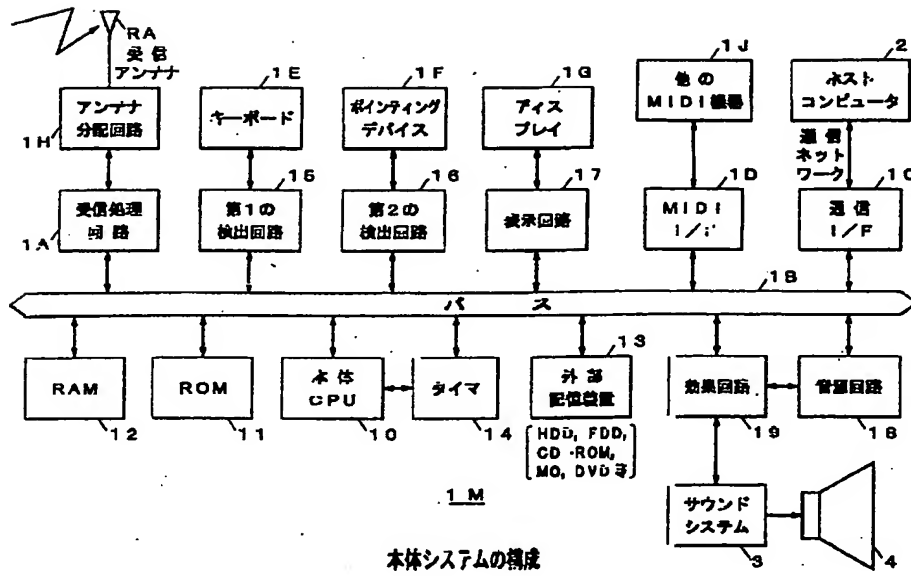 RA
受信
アンテナ
1E
1F
1G
1J
2
アンテナ
分配回路
キーボード
ポインティング
デバイス
ディス
プレイ
他の
MIDI機器
ホスト
コンピュータ
1H
通信
ネット
ワーク
15
16
17
1D
1C
受信処理
回路
第1の
検出回路
第2の
検出回路
表示回路
MIDI
通信
I/F
1A
1B
バス
13
RAM
ROM
本体
CPU
タイマ
外部
記憶装置
効果回路
音源回路
12
11
10
14
HDD, FDD,
CD-ROM,
MO, DVD等
19
18
1M
サウンド
システム
3
4
本体システムの構成